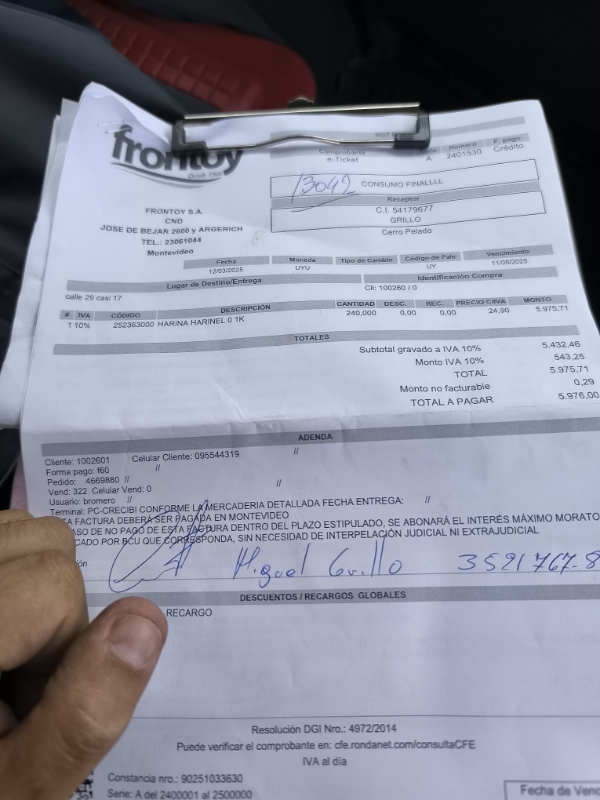 frontoy
Desde 19
Comprobante Serie Número F. pago
e-Ticket A 2401530 Crédito
13042 CONSUMO FINALLLL
Receptor
C.I. 54179677
GRILLO
Cerro Pelado
FRONTOY S.A.
CND
JOSE DE BEJAR 2600 y ARGERICH
TEL.: 23061044
Montevideo
Fecha Moneda Tipo de Cambio Código de País Vencimiento
12/03/2025 UYU UY 11/05/2025
Lugar de Destino/Entrega Identificación Compra
calle 29 casi 17 Cli: 100260 / 0
# IVA CÓDIGO DESCRIPCIÓN CANTIDAD DESC. REC. PRECIO C/IVA MONTO
1 10% 252363000 HARINA HARINEL 0 1K 240,000 0,00 0,00 24,90 5.975,71
TOTALES
Subtotal gravado a IVA 10% 5.432,46
Monto IVA 10% 543,25
TOTAL 5.975,71
Monto no facturable 0,29
TOTAL A PAGAR 5.976,00
ADENDA
Cliente: 1002601 Celular Cliente: 095544319 //
Forma pago: f60 //
Pedido: 4669880 // //
Vend: 322 Celular Vend: 0
Usuario: bromero //
Terminal: PC-CRECIBI CONFORME LA MERCADERIA DETALLADA FECHA ENTREGA: //
FACTURA DEBERÁ SER PAGADA EN MONTEVIDEO
DE NO PAGO DE ESTA FACTURA DENTRO DEL PLAZO ESTIPULADO, SE ABONARÁ EL INTERÉS MÁXIMO MORATO
CADO POR BCU QUE CORRESPONDA, SIN NECESIDAD DE INTERPELACIÓN JUDICIAL NI EXTRAJUDICIAL
Miguel Grillo 3521767-8
DESCUENTOS / RECARGOS GLOBALES
RECARGO
Resolución DGI Nro.: 4972/2014
Puede verificar el comprobante en: cfe.rondanet.com/consultaCFE
IVA al día
Constancia nro.: 90251033630
Serie: A del 2400001 al 2500000
Fecha de Venc